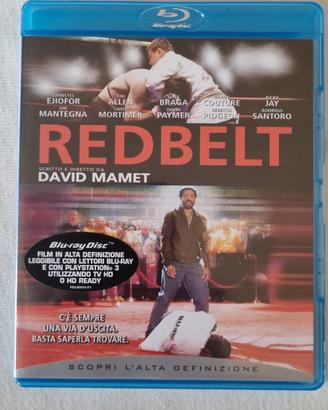 Blu-ray Disc
CHIWETEL TIM ALICE RANDY RICKY
EJIOFOR ALLEN BRAGA COUTURE JAY
JOE EMILY DAVID REBECCA RODRIGO
MANTEGNA MORTIMER PAYMER PIDGEON SANTORO
REDBELT
SCRITTO E DIRETTO DA
DAVID MAMET
Blu-ray Disc™
FILM IN ALTA DEFINIZIONE
LEGGIBILE CON LETTORI BLU-RAY
E CON PLAYSTATION® 3
UTILIZZANDO TV HD
O HD READY
C'È SEMPRE
UNA VIA D'USCITA.
BASTA SAPERLA TROVARE.
SCOPRI L'ALTA DEFINIZIONE